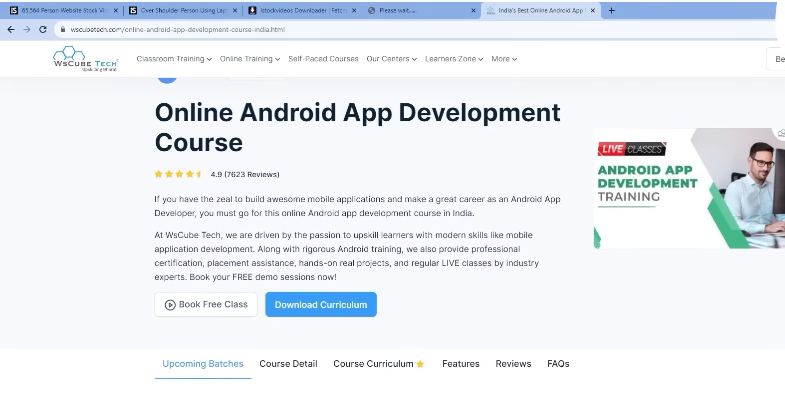 65,564 Person Website Stock Vide
Over Shoulder Person Using Lapt
Istockvideos Downloader | Fetchr
Please wait....
India's Best Online Android App
wscubetech.com/online-android-app-development-course-india.html
WsCube Tech
Upskilling Bharat
Classroom Training
Online Training
Self-Paced Courses
Our Centers
Learners Zone
More
Be
Online Android App Development
Course
4.9 (7623 Reviews)
If you have the zeal to build awesome mobile applications and make a great career as an Android App
Developer, you must go for this online Android app development course in India.
At WsCube Tech, we are driven by the passion to upskill learners with modern skills like mobile
application development. Along with rigorous Android training, we also provide professional
certification, placement assistance, hands-on real projects, and regular LIVE classes by industry
experts. Book your FREE demo sessions now!
Book Free Class
Download Curriculum
LIVE CLASSES
ANDROID APP
DEVELOPMENT
TRAINING
Upcoming Batches
Course Detail
Course Curriculum
Features
Reviews
FAQs